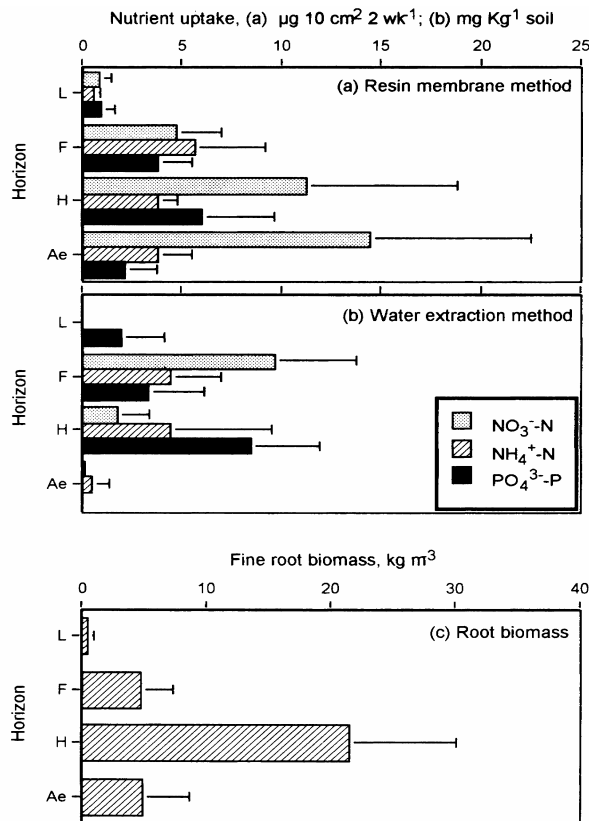 Nutrient uptake, (a) µg 10 cm² 2 wk⁻¹; (b) mg Kg⁻¹ soil
0 5 10 15 20 25
(a) Resin membrane method
L
F
H
Ae
Horizon
(b) Water extraction method
L
F
H
Ae
Horizon
NO₃⁻-N
NH₄⁺-N
PO₄³⁻-P
Fine root biomass, kg m³
0 10 20 30 40
(c) Root biomass
L
F
H
Ae
Horizon